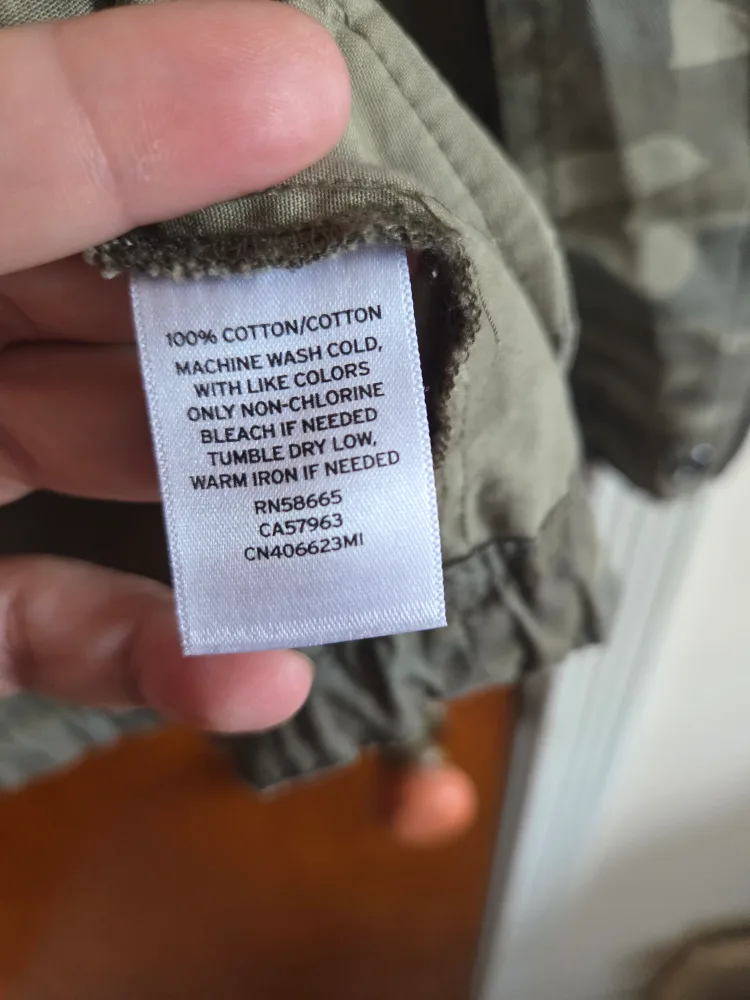 100% COTTON/COTTON
MACHINE WASH COLD,
WITH LIKE COLORS
ONLY NON-CHLORINE
BLEACH IF NEEDED
TUMBLE DRY LOW,
WARM IRON IF NEEDED
RN58665
CA57963
CN406623MI